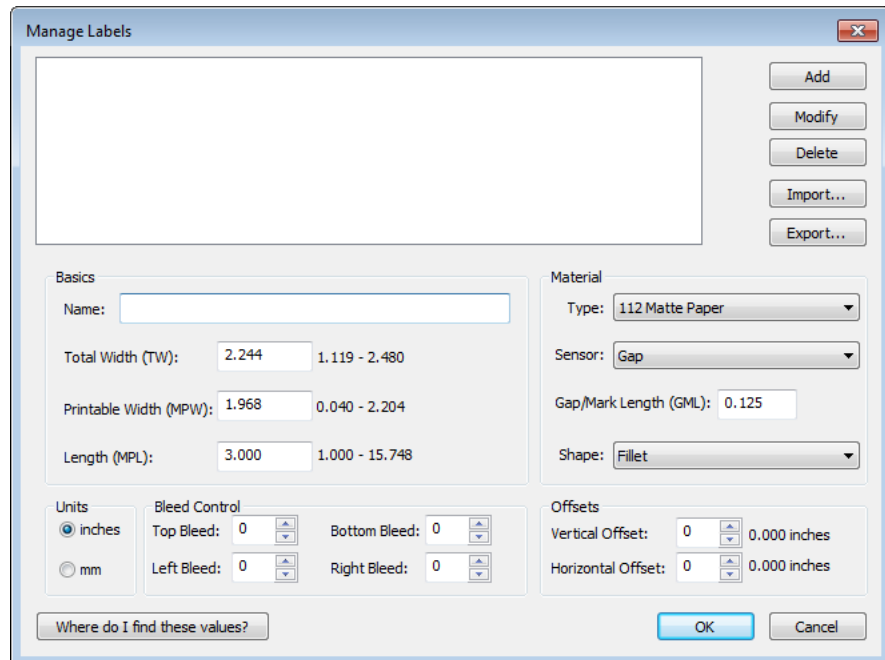 Manage Labels
Add
Modify
Delete
Import...
Export...
Basics
Name:
Total Width (TW): 2.244 1.119 - 2.480
Printable Width (MPW): 1.968 0.040 - 2.204
Length (MPL): 3.000 1.000 - 15.748
Material
Type: 112 Matte Paper
Sensor: Gap
Gap/Mark Length (GML): 0.125
Shape: Fillet
Units
inches
mm
Bleed Control
Top Bleed: 0 Bottom Bleed: 0
Left Bleed: 0 Right Bleed: 0
Offsets
Vertical Offset: 0 0.000 inches
Horizontal Offset: 0 0.000 inches
Where do I find these values? OK Cancel